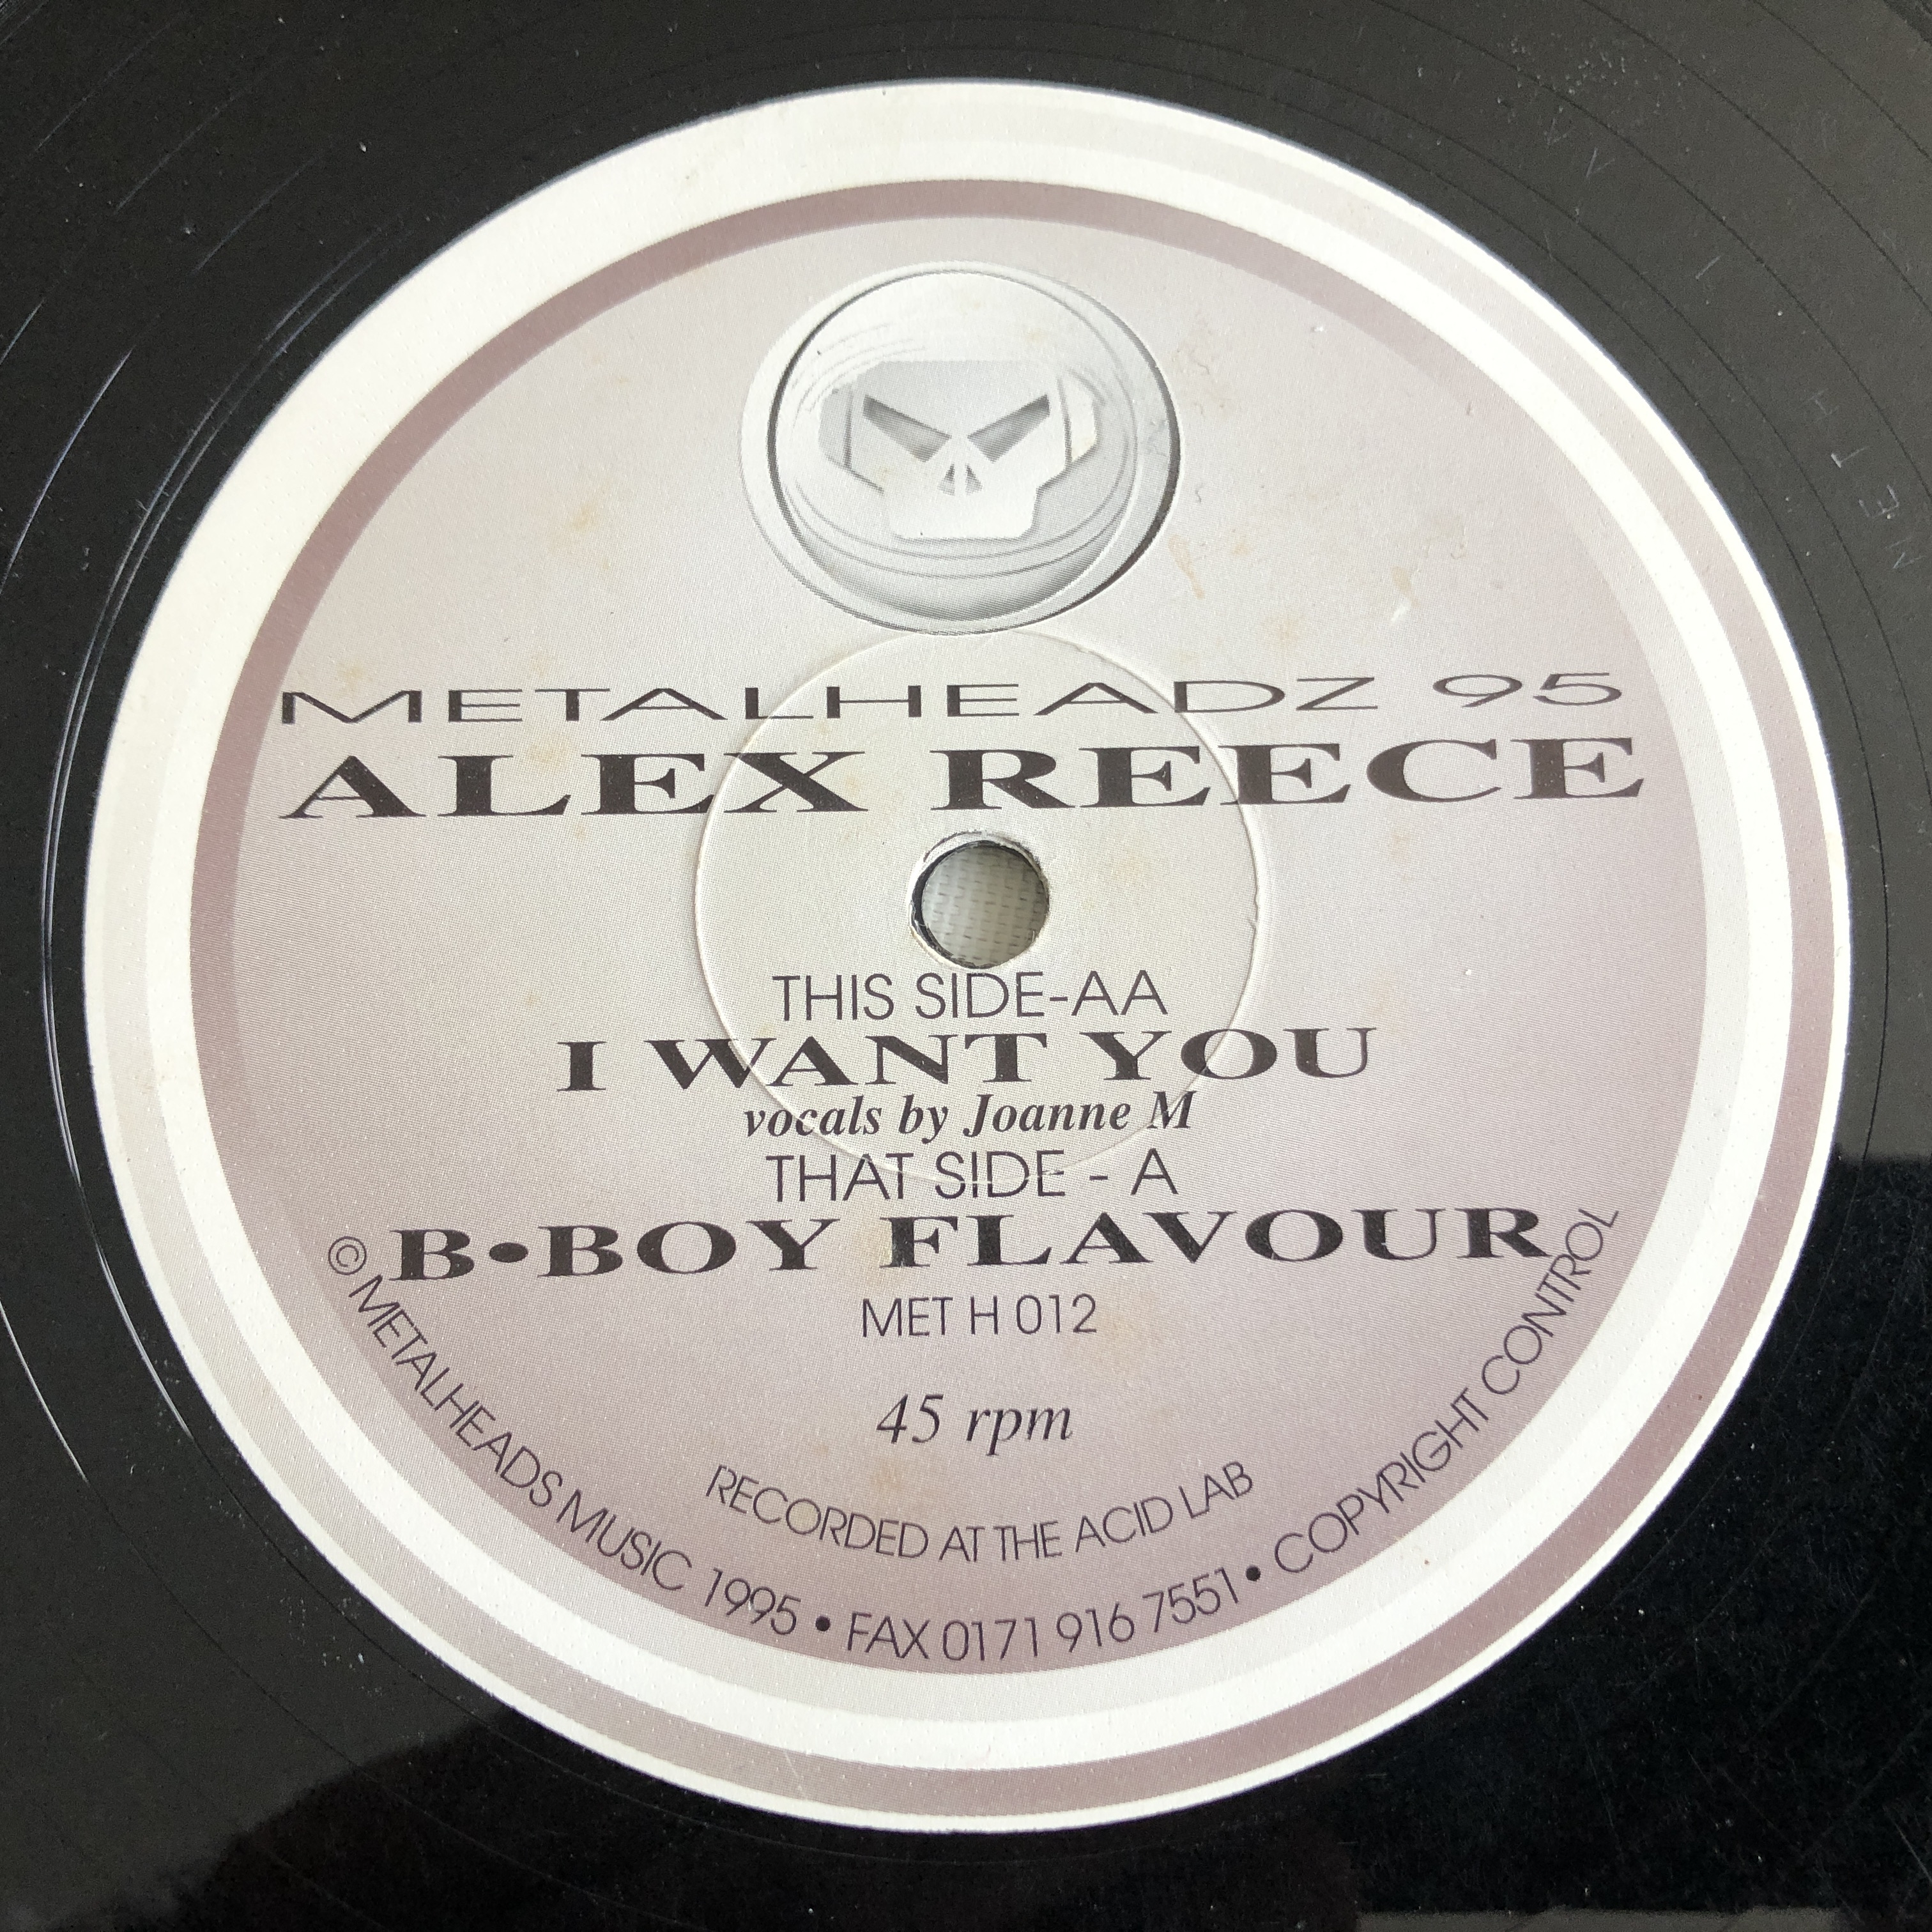 METALHEADZ 95
ALEX REECE
THIS SIDE-AA
I WANT YOU
vocals by Joanne M
THAT SIDE - A
B•BOY FLAVOUR
MET H 012
45 rpm
RECORDED AT THE ACID LAB
© METALHEADS MUSIC 1995 • FAX 0171 916 7551 • COPYRIGHT CONTROL